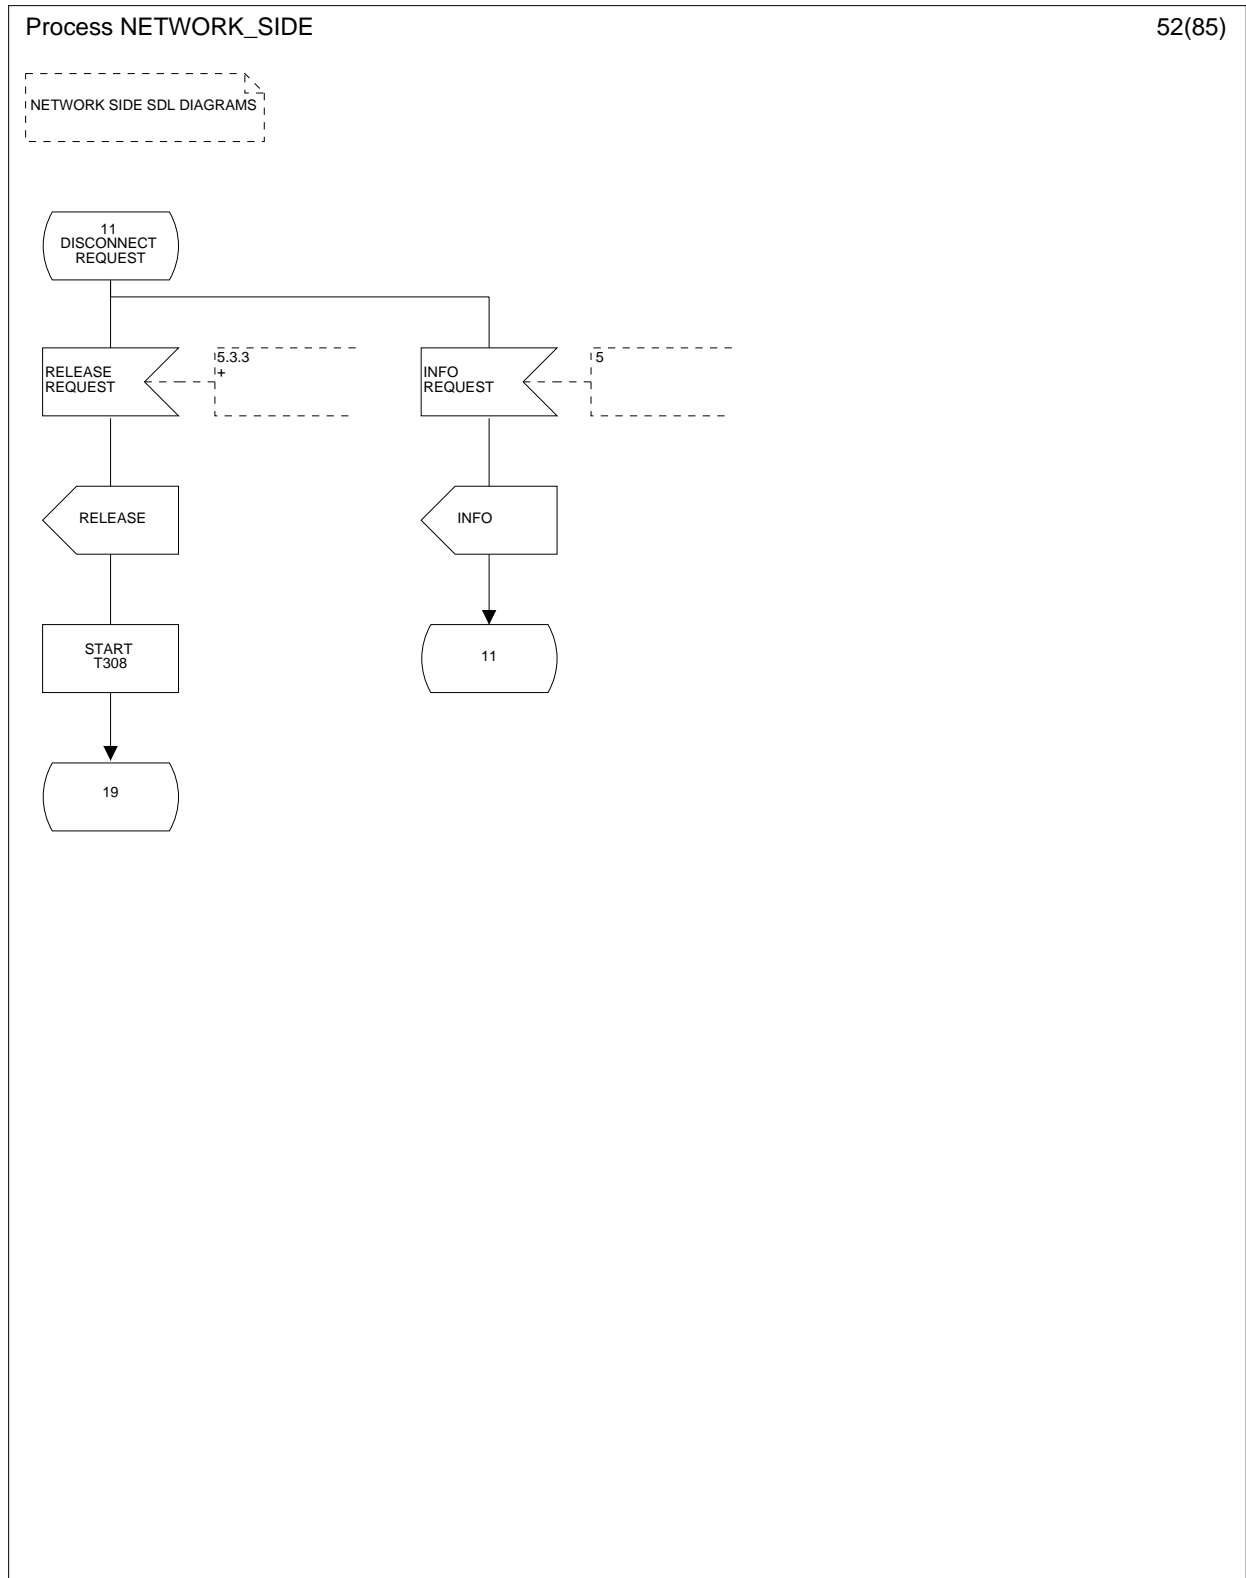 Process NETWORK_SIDE
52(85)
NETWORK SIDE SDL DIAGRAMS
11
DISCONNECT
REQUEST
RELEASE
REQUEST
5.3.3
+
INFO
REQUEST
5
RELEASE
INFO
START
T308
11
19